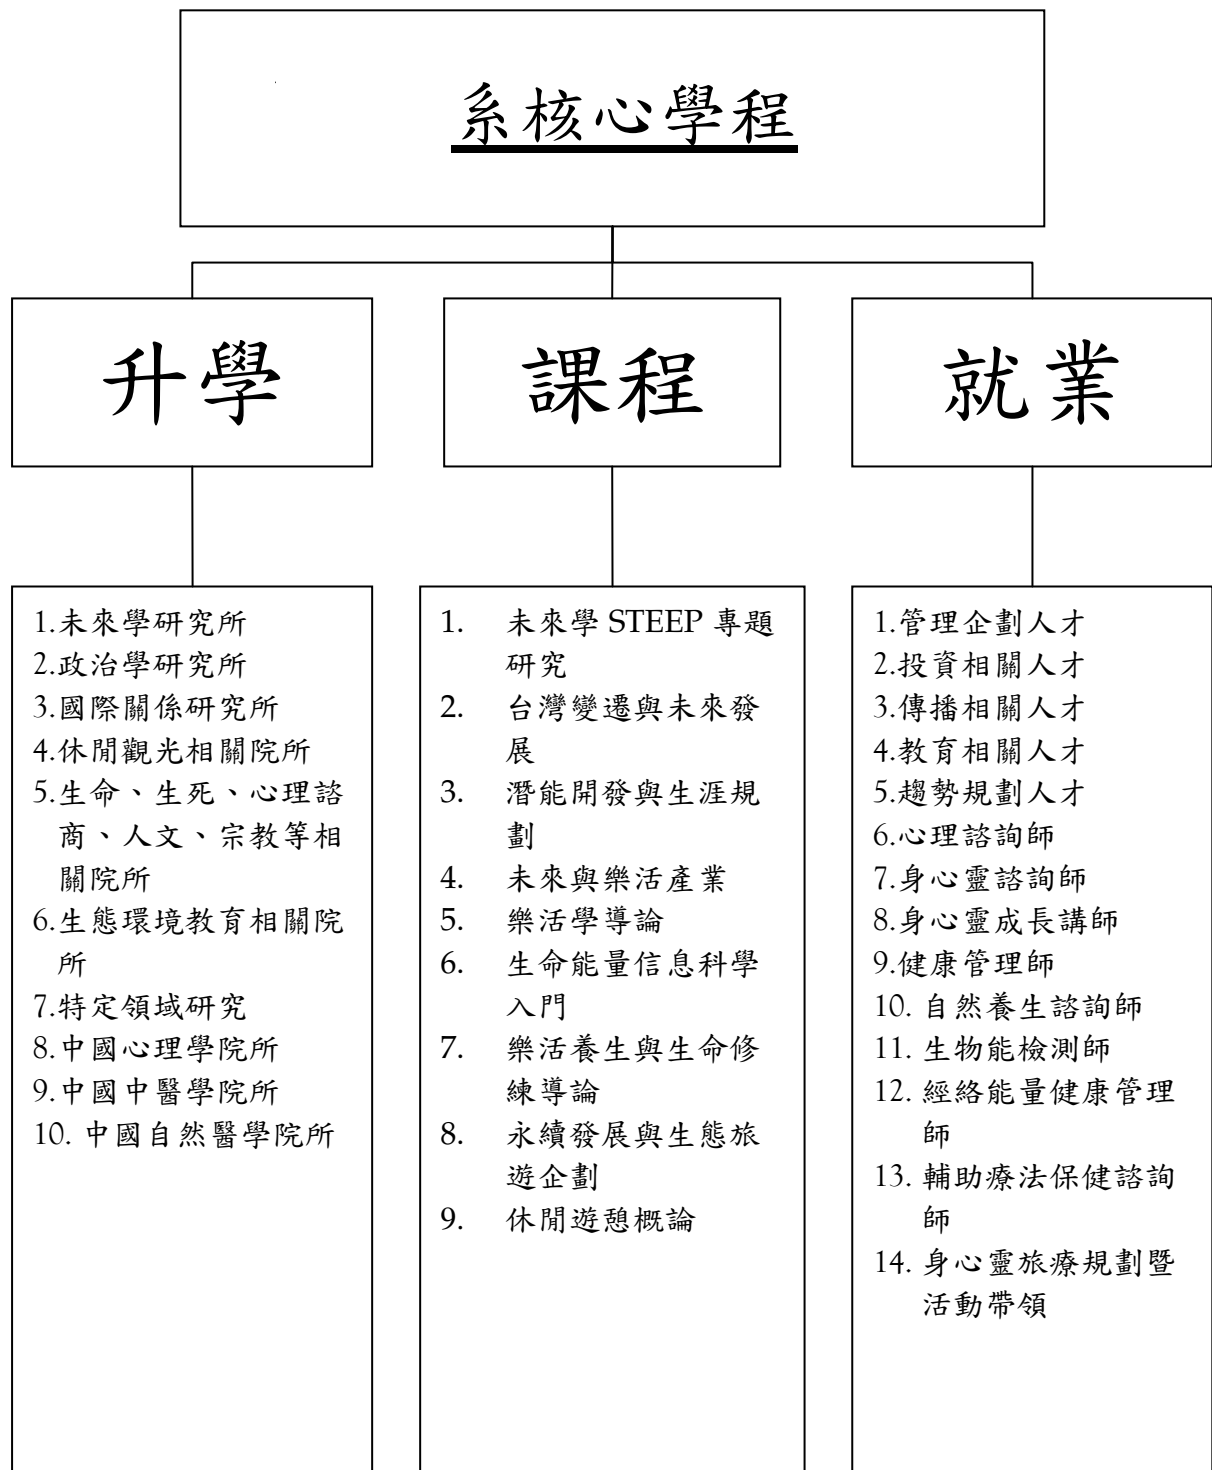 系核心學程
升學
課程
就業
1.未來學研究所
2.政治學研究所
3.國際關係研究所
4.休閒觀光相關院所
5.生命、生死、心理諮
商、人文、宗教等相
關院所
6.生態環境教育相關院
所
7.特定領域研究
8.中國心理學院所
9.中國中醫學院所
10. 中國自然醫學院所
1. 未來學 STEEP 專題
研究
2. 台灣變遷與未來發
展
3. 潛能開發與生涯規
劃
4. 未來與樂活產業
5. 樂活學導論
6. 生命能量信息科學
入門
7. 樂活養生與生命修
練導論
8. 永續發展與生態旅
遊企劃
9. 休閒遊憩概論
1.管理企劃人才
2.投資相關人才
3.傳播相關人才
4.教育相關人才
5.趨勢規劃人才
6.心理諮詢師
7.身心靈諮詢師
8.身心靈成長講師
9.健康管理師
10. 自然養生諮詢師
11. 生物能檢測師
12. 經絡能量健康管理
師
13. 輔助療法保健諮詢
師
14. 身心靈旅療規劃暨
活動帶領